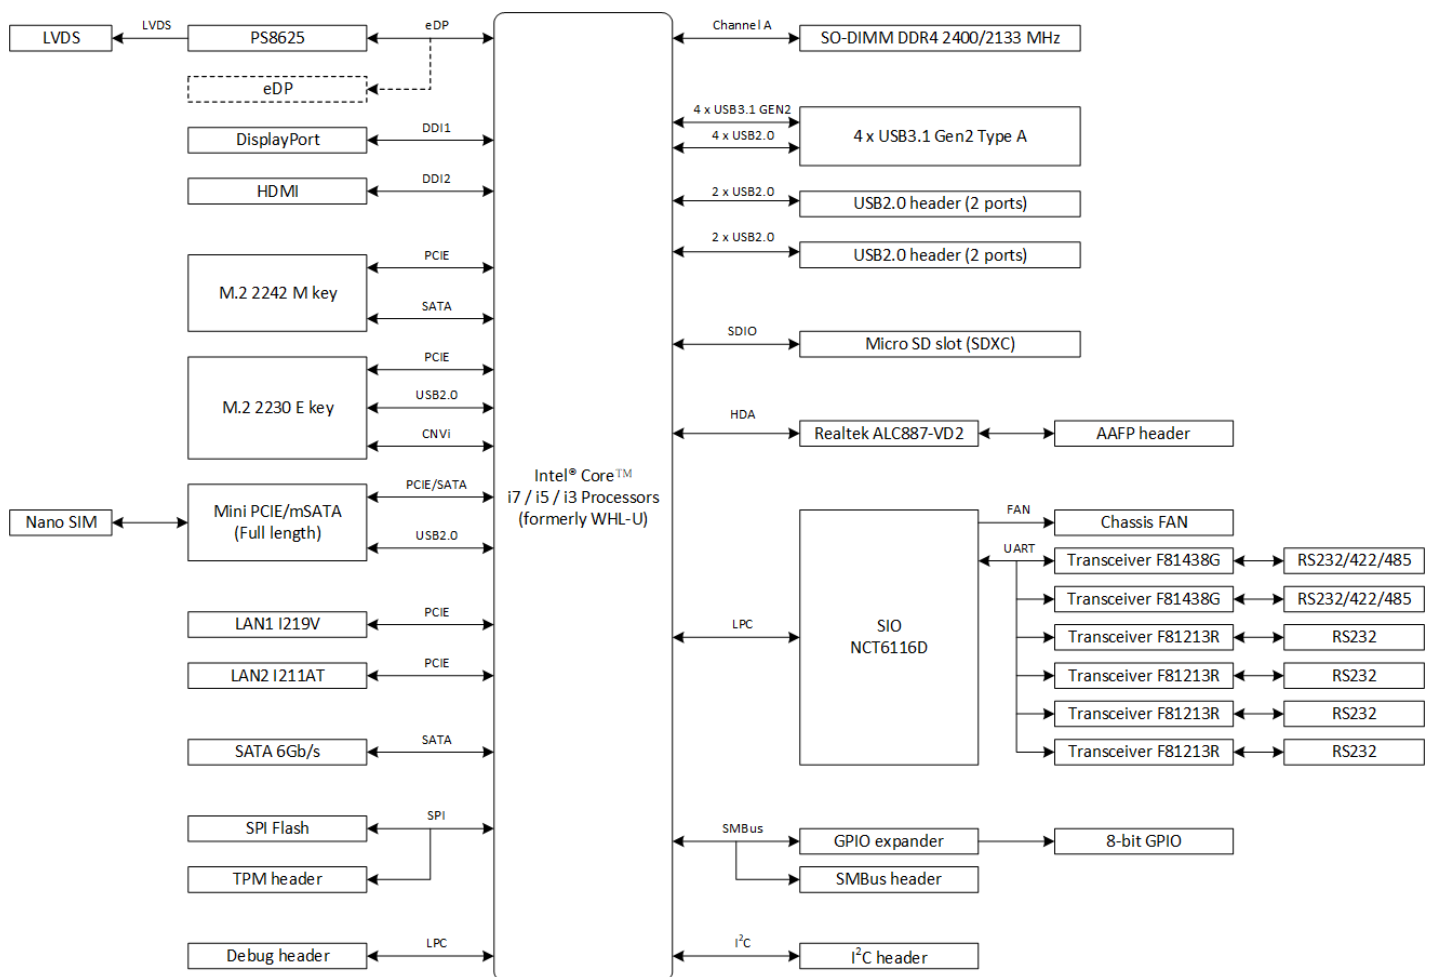 LVDS
LVDS
PS8625
eDP
eDP
DisplayPort
DDI1
HDMI
DDI2
M.2 2242 M key
PCIE
SATA
M.2 2230 E key
PCIE
USB2.0
CNVi
Nano SIM
Mini PCIE/mSATA
(Full length)
PCIE/SATA
USB2.0
LAN1 I219V
PCIE
LAN2 I211AT
PCIE
SATA 6Gb/s
SATA
SPI Flash
SPI
TPM header
Debug header
LPC
Intel® Core™
i7 / i5 / i3 Processors
(formerly WHL-U)
Channel A
SO-DIMM DDR4 2400/2133 MHz
4 x USB3.1 GEN2
4 x USB2.0
4 x USB3.1 Gen2 Type A
2 x USB2.0
USB2.0 header (2 ports)
2 x USB2.0
USB2.0 header (2 ports)
SDIO
Micro SD slot (SDXC)
HDA
Realtek ALC887-VD2
AAFP header
LPC
SIO
NCT6116D
FAN
Chassis FAN
UART
Transceiver F81438G
RS232/422/485
Transceiver F81438G
RS232/422/485
Transceiver F81213R
RS232
Transceiver F81213R
RS232
Transceiver F81213R
RS232
Transceiver F81213R
RS232
SMBus
GPIO expander
8-bit GPIO
SMBus header
I²C
I²C header